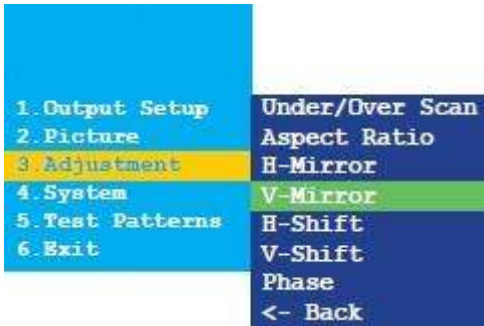 1.Output Setup
2.Picture
3.Adjustment
4.System
5.Test Patterns
6.Exit
Under/Over Scan
Aspect Ratio
H-Mirror
V-Mirror
H-Shift
V-Shift
Phase
<- Back